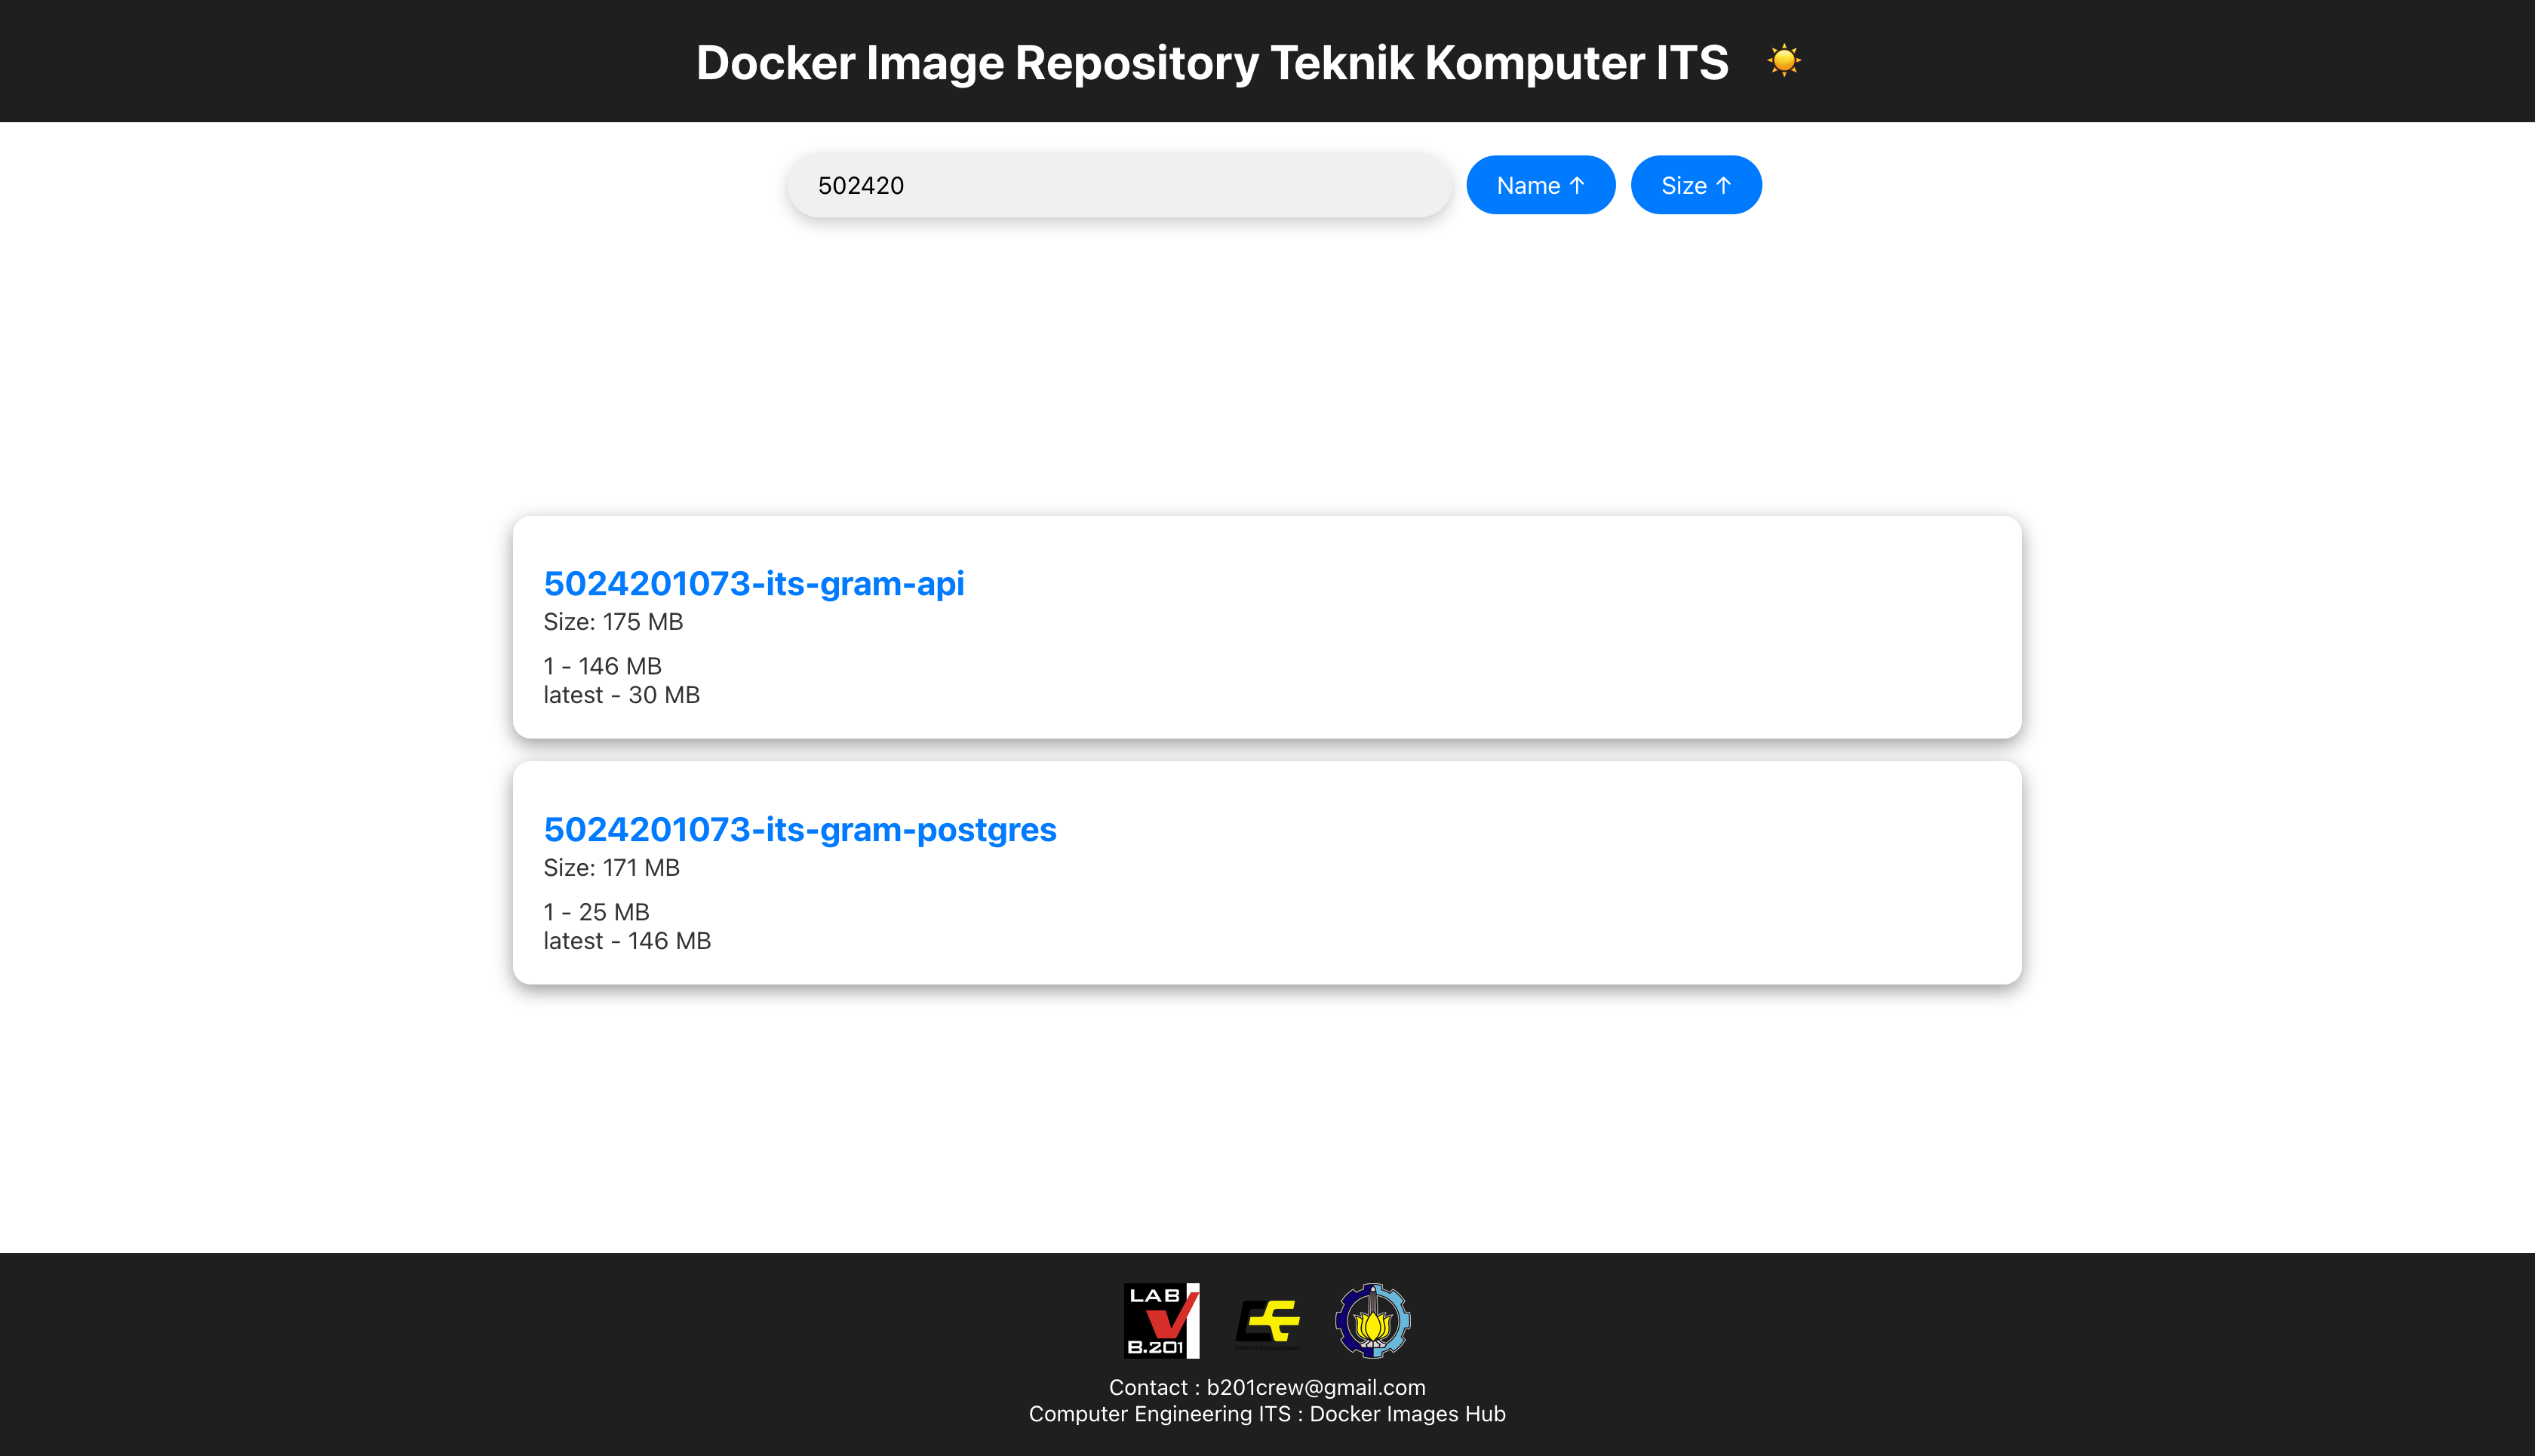 Docker Image Repository Teknik Komputer ITS
502420
Name ↑
Size ↑
5024201073-its-gram-api
Size: 175 MB
1 - 146 MB
latest - 30 MB
5024201073-its-gram-postgres
Size: 171 MB
1 - 25 MB
latest - 146 MB
LAB
B.201
Contact : b201crew@gmail.com
Computer Engineering ITS : Docker Images Hub